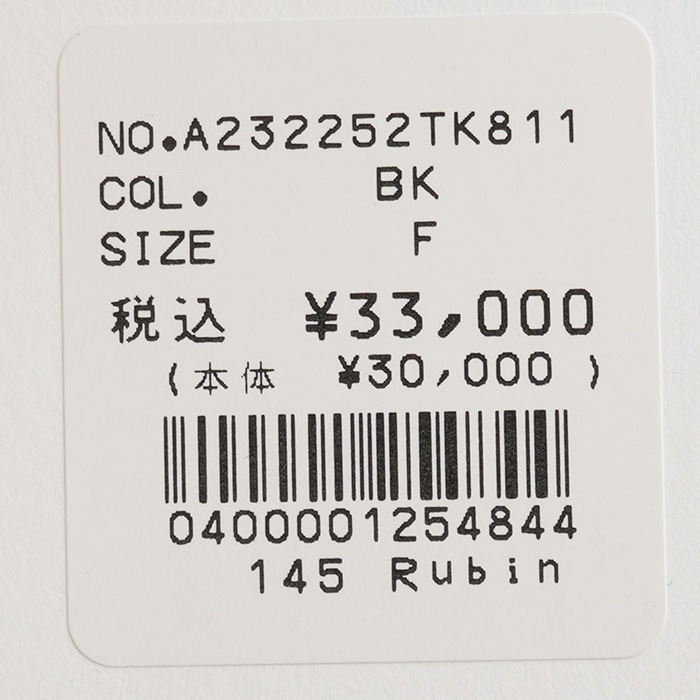 NO.A232252TK811
COL. BK
SIZE F
税込 ¥33,000
(本体 ¥30,000 )
0400001254844
145 Rubin